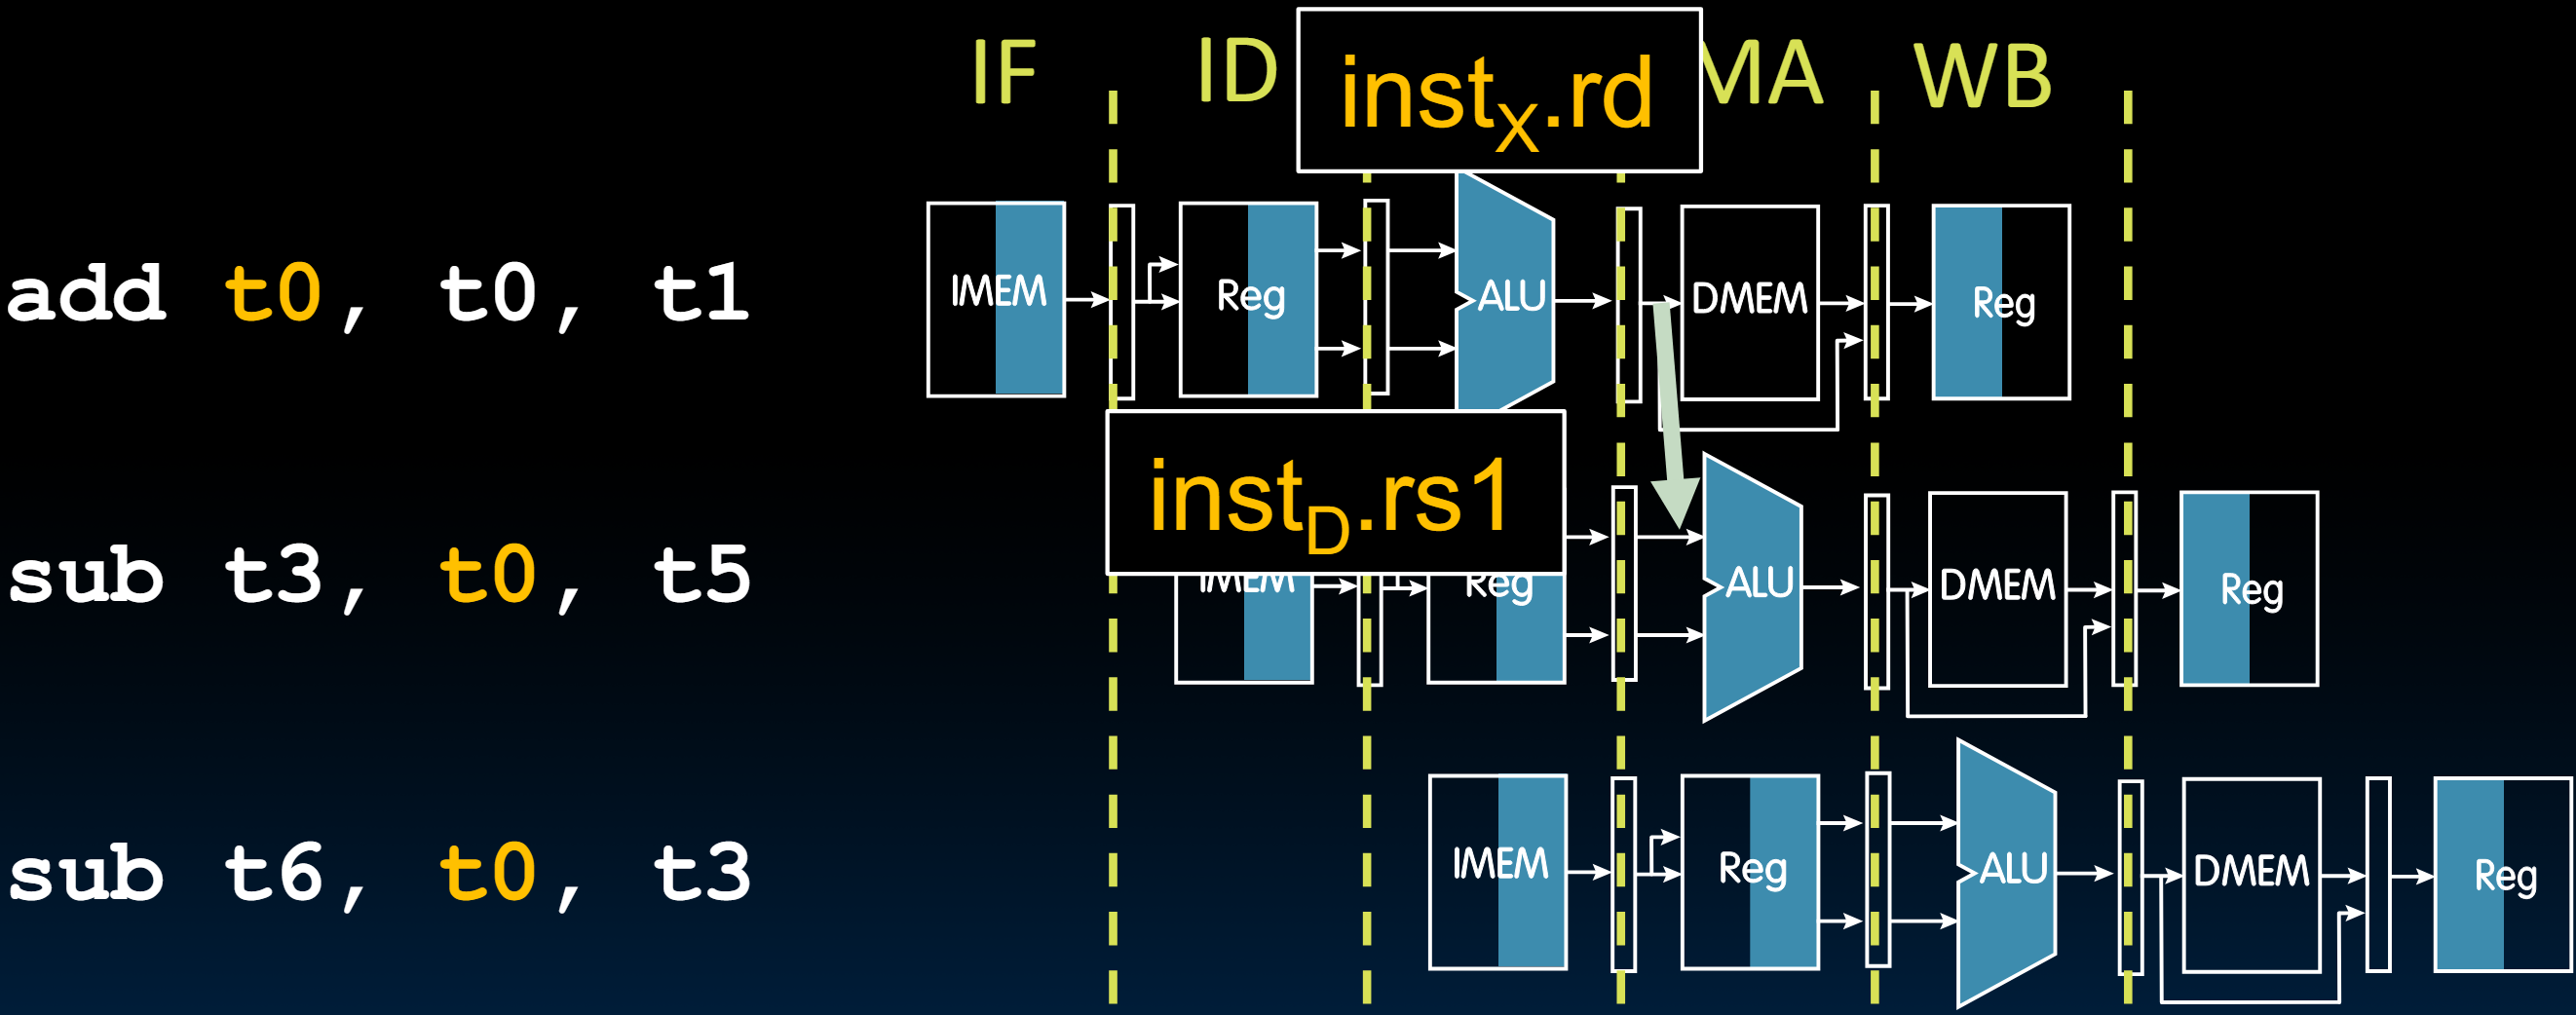 IF ID inst_X.rd MA WB
add t0, t0, t1
IMEM Reg ALU DMEM Reg
inst_D.rs1
sub t3, t0, t5
IMEM Reg ALU DMEM Reg
sub t6, t0, t3
IMEM Reg ALU DMEM Reg